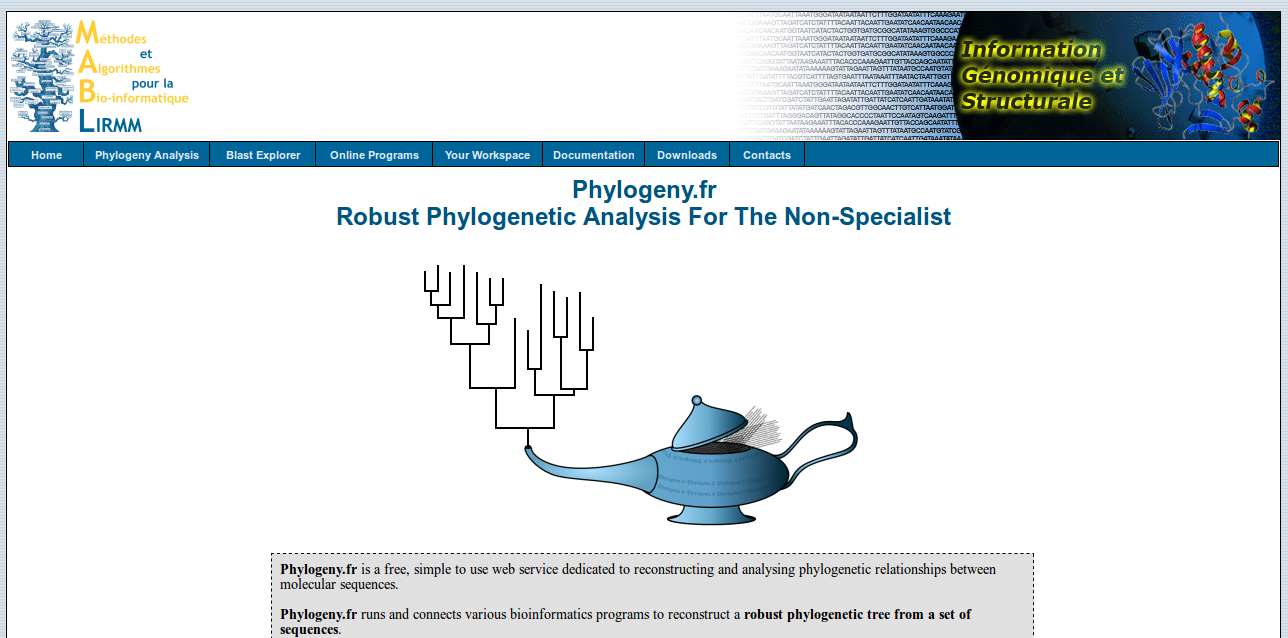 Méthodes
et
Algorithmes
pour la
Bio-informatique
LIRMM
Information
Génomique et
Structurale
Home Phylogeny Analysis Blast Explorer Online Programs Your Workspace Documentation Downloads Contacts
Phylogeny.fr
Robust Phylogenetic Analysis For The Non-Specialist
Phylogeny.fr is a free, simple to use web service dedicated to reconstructing and analysing phylogenetic relationships between
molecular sequences.
Phylogeny.fr runs and connects various bioinformatics programs to reconstruct a robust phylogenetic tree from a set of
sequences.